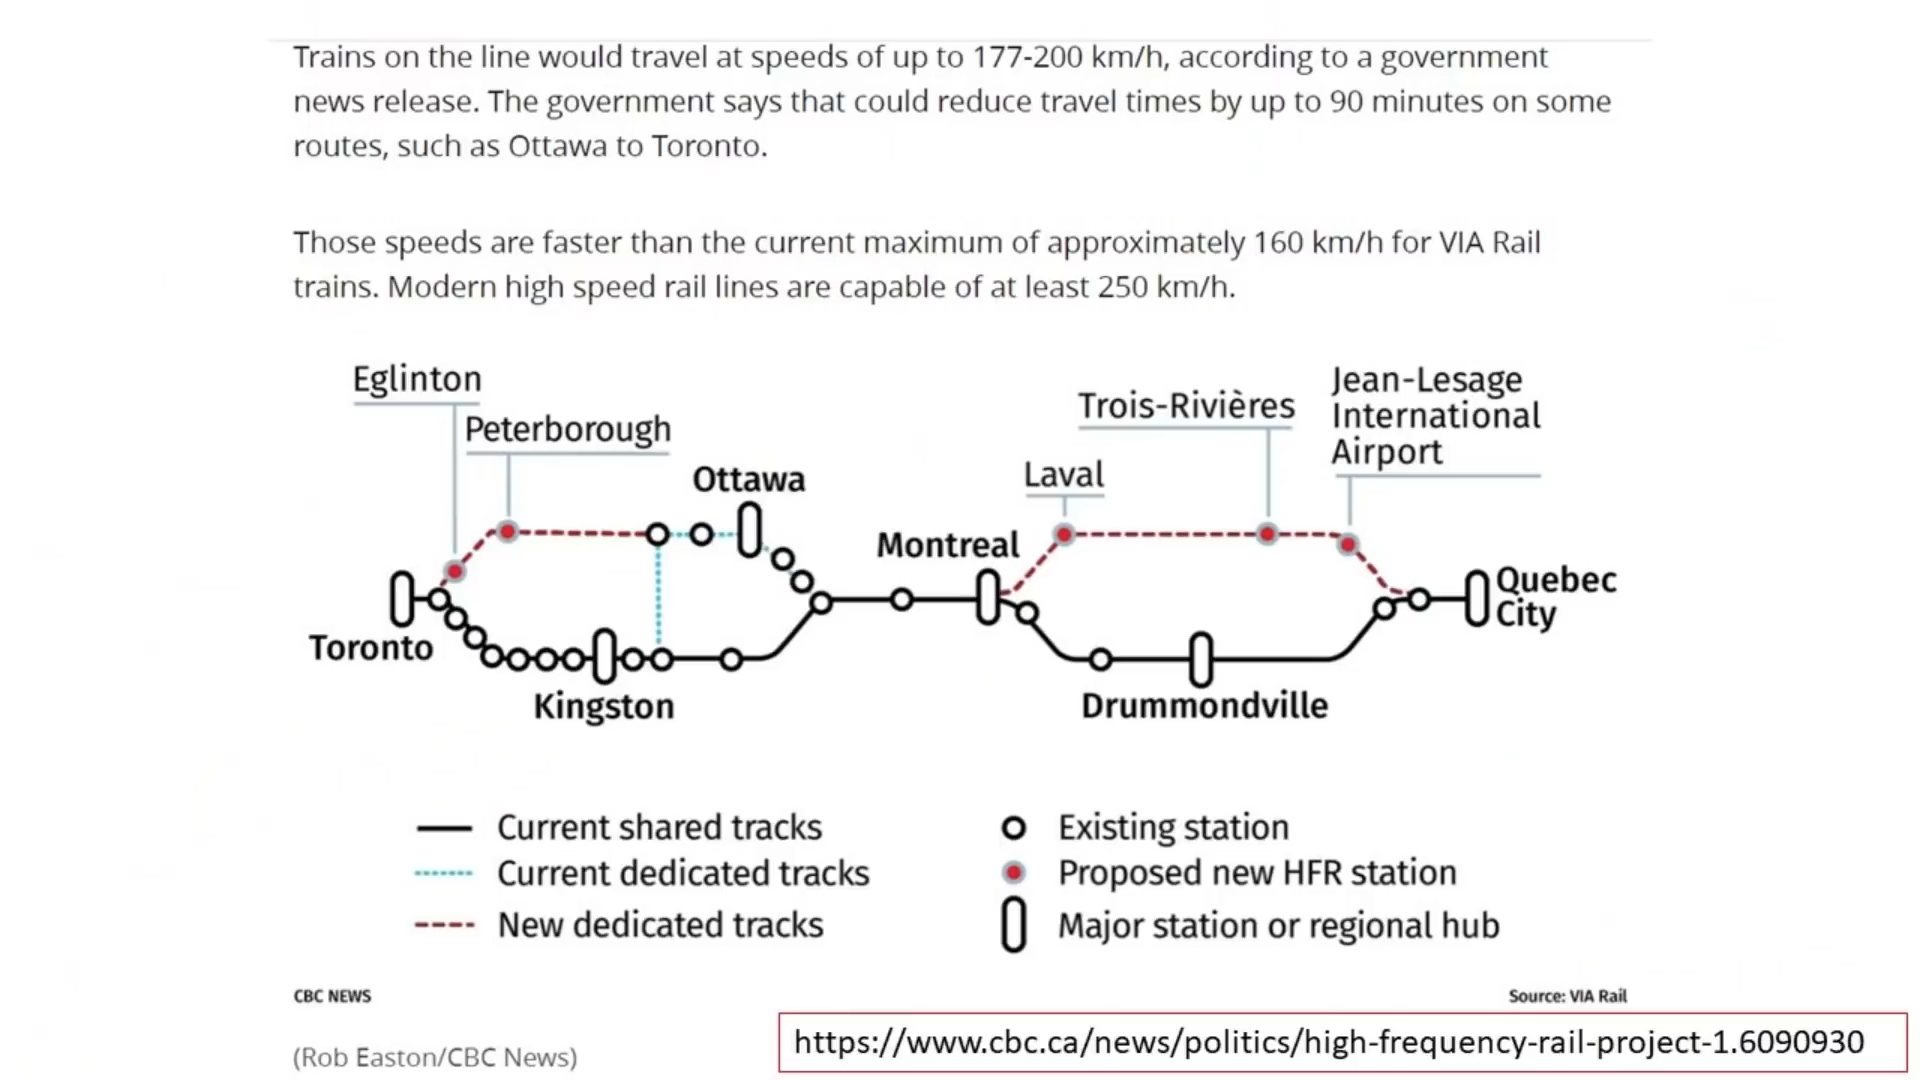 Trains on the line would travel at speeds of up to 177-200 km/h, according to a government
news release. The government says that could reduce travel times by up to 90 minutes on some
routes, such as Ottawa to Toronto.
Those speeds are faster than the current maximum of approximately 160 km/h for VIA Rail
trains. Modern high speed rail lines are capable of at least 250 km/h.
Eglinton
Peterborough
Ottawa
Montreal
Laval
Trois-Rivières
Jean-Lesage
International
Airport
Toronto
Kingston
Drummondville
Quebec
City
Current shared tracks
Current dedicated tracks
New dedicated tracks
Existing station
Proposed new HFR station
Major station or regional hub
CBC NEWS
Source: VIA Rail
(Rob Easton/CBC News)
https://www.cbc.ca/news/politics/high-frequency-rail-project-1.6090930